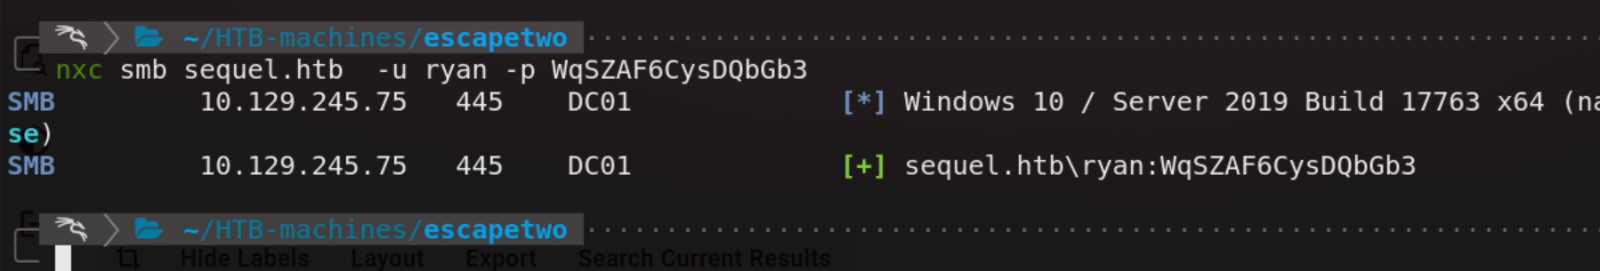 ~/HTB-machines/escapetwo
nxc smb sequel.htb  -u ryan -p WqSZAF6CysDQbGb3
SMB         10.129.245.75   445    DC01             [*] Windows 10 / Server 2019 Build 17763 x64 (na
se)
SMB         10.129.245.75   445    DC01             [+] sequel.htb\ryan:WqSZAF6CysDQbGb3
~/HTB-machines/escapetwo
Hide Labels Layout Export Search Current Results